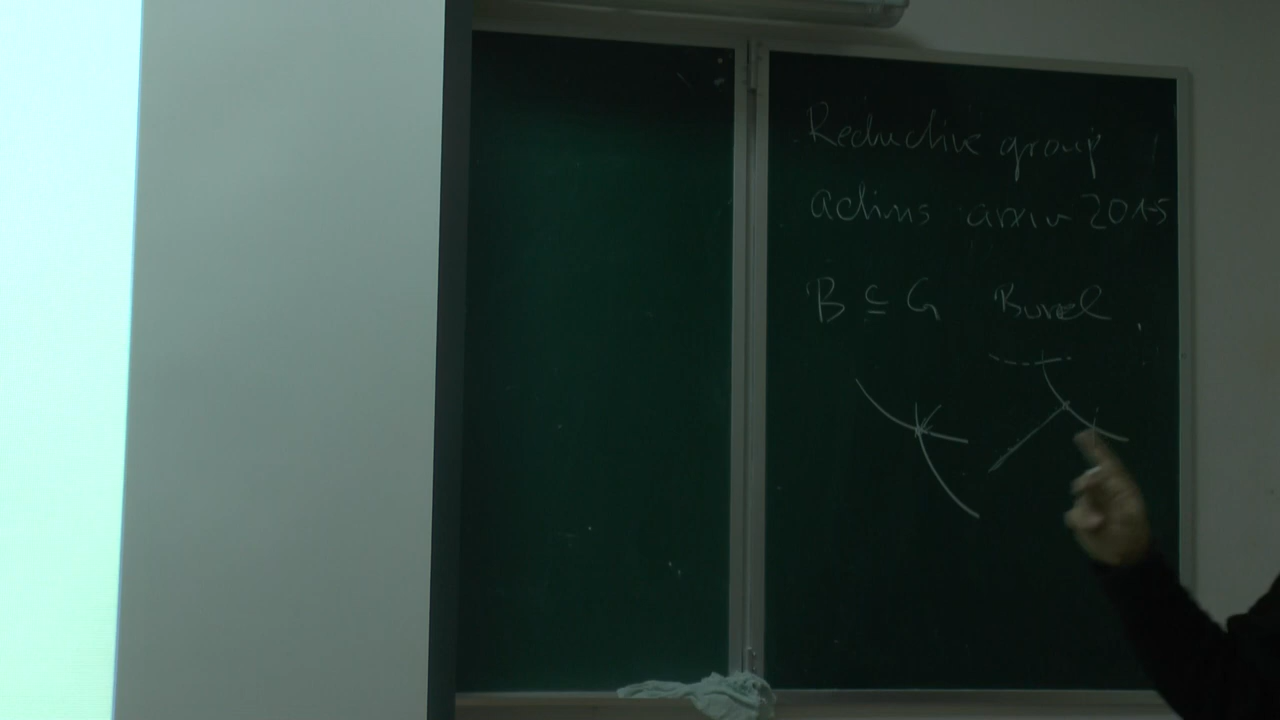 Reductive group
actions arxiv 2015
B ⊆ G Borel